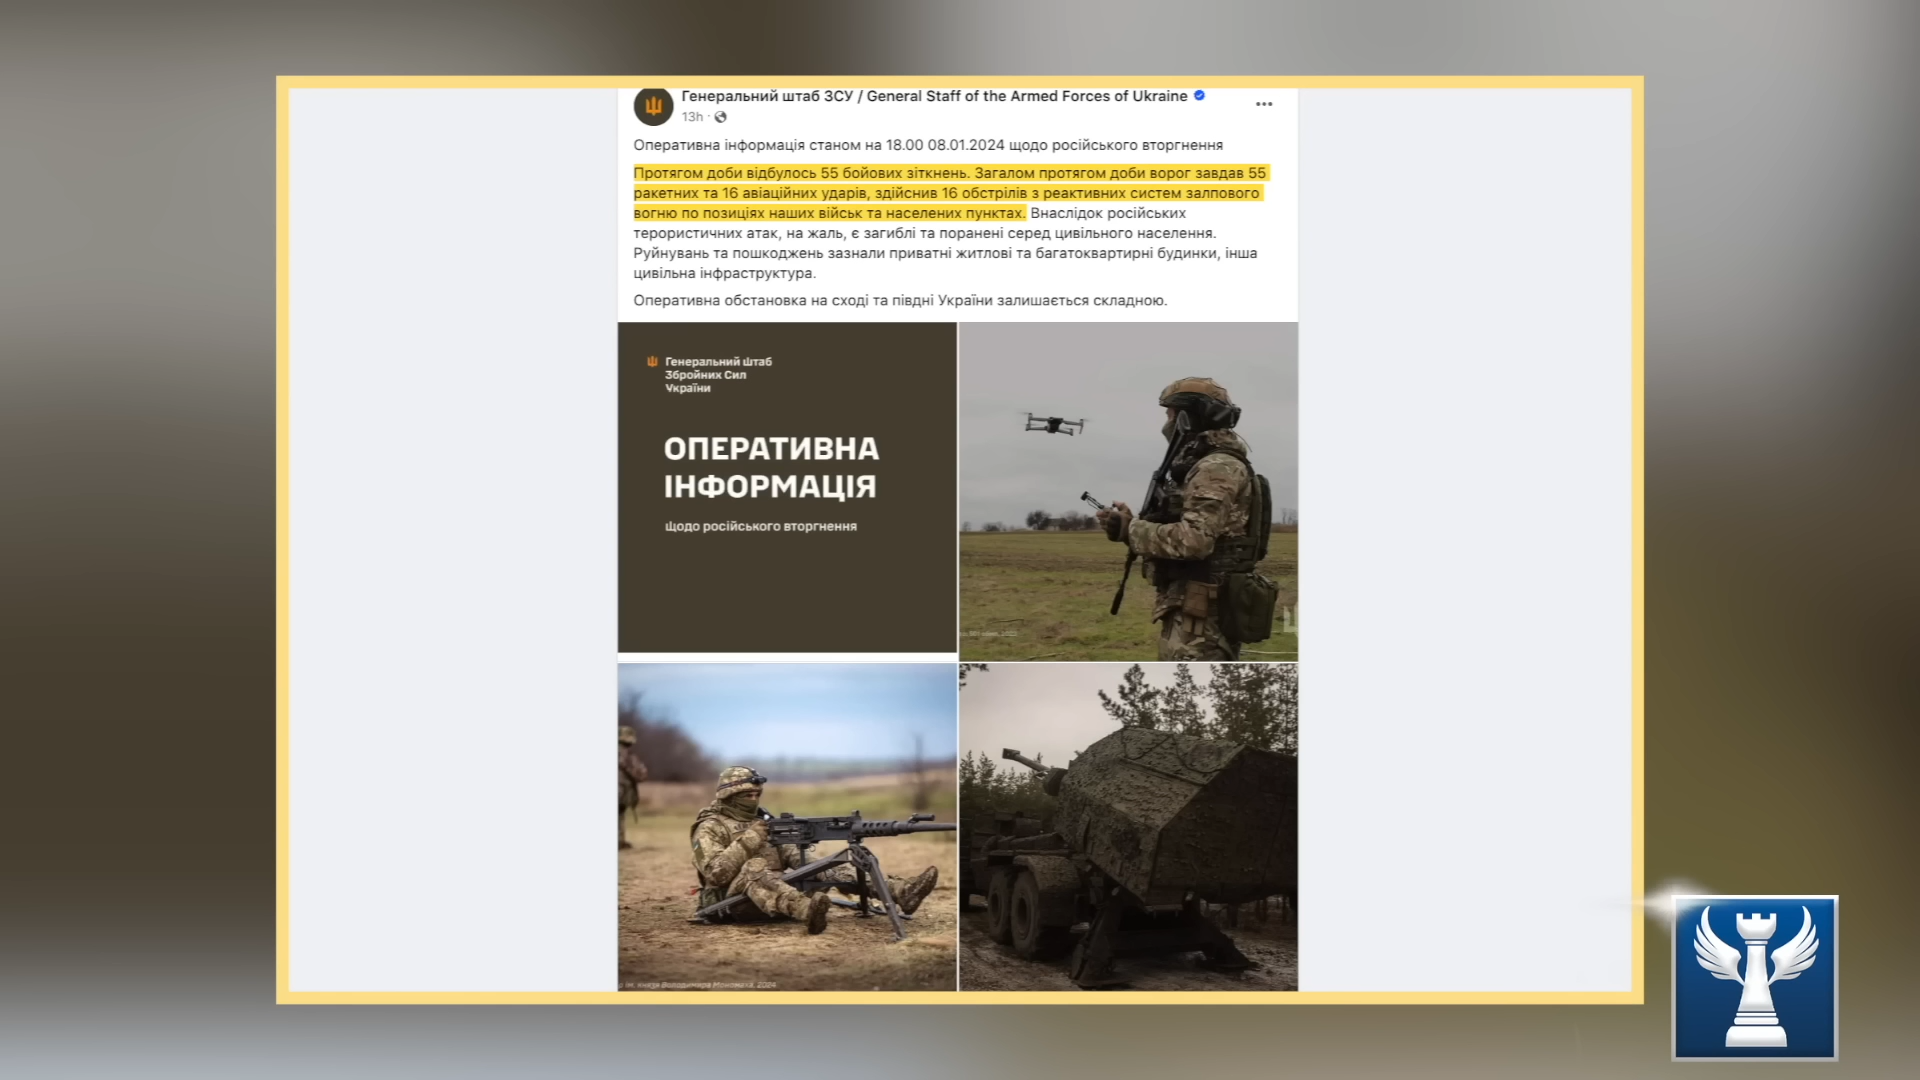 Генеральний штаб ЗСУ / General Staff of the Armed Forces of Ukraine
13h ·
Оперативна інформація станом на 18.00 08.01.2024 щодо російського вторгнення
Протягом доби відбулось 55 бойових зіткнень. Загалом протягом доби ворог завдав 55
ракетних та 16 авіаційних ударів, здійснив 16 обстрілів з реактивних систем залпового
вогню по позиціях наших військ та населених пунктах. Внаслідок російських
терористичних атак, на жаль, є загиблі та поранені серед цивільного населення.
Руйнувань та пошкоджень зазнали приватні житлові та багатоквартирні будинки, інша
цивільна інфраструктура.
Оперативна обстановка на сході та півдні України залишається складною.
Генеральний штаб
Збройних Сил
України
ОПЕРАТИВНА
ІНФОРМАЦІЯ
щодо російського вторгнення
ім. князя Володимира Мономаха, 2024